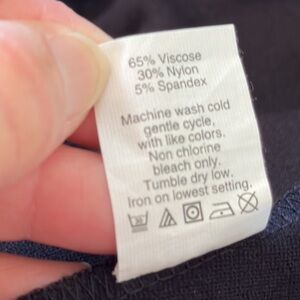 65% Viscose
30% Nylon
5% Spandex
Machine wash cold
gentle cycle,
with like colors.
Non chlorine
bleach only.
Tumble dry low.
Iron on lowest setting.